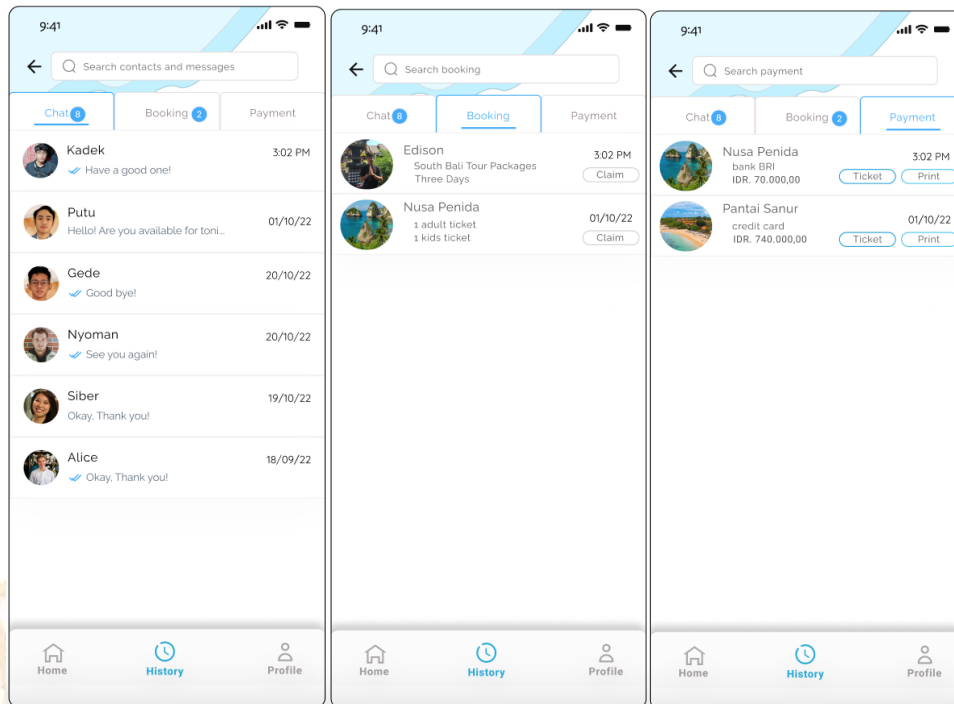 9:41
Search contacts and messages
Chat 8 Booking 2 Payment
Kadek 3:02 PM
Have a good one!
Putu 01/10/22
Hello! Are you available for toni...
Gede 20/10/22
Good bye!
Nyoman 20/10/22
See you again!
Siber 19/10/22
Okay, Thank you!
Alice 18/09/22
Okay, Thank you!
Home History Profile
9:41
Search booking
Chat 8 Booking Payment
Edison 3:02 PM
South Bali Tour Packages
Three Days Claim
Nusa Penida 01/10/22
1 adult ticket
1 kids ticket Claim
Home History Profile
9:41
Search payment
Chat 8 Booking 2 Payment
Nusa Penida 3:02 PM
bank BRI
IDR. 70.000,00 Ticket Print
Pantai Sanur 01/10/22
credit card
IDR. 740.000,00 Ticket Print
Home History Profile